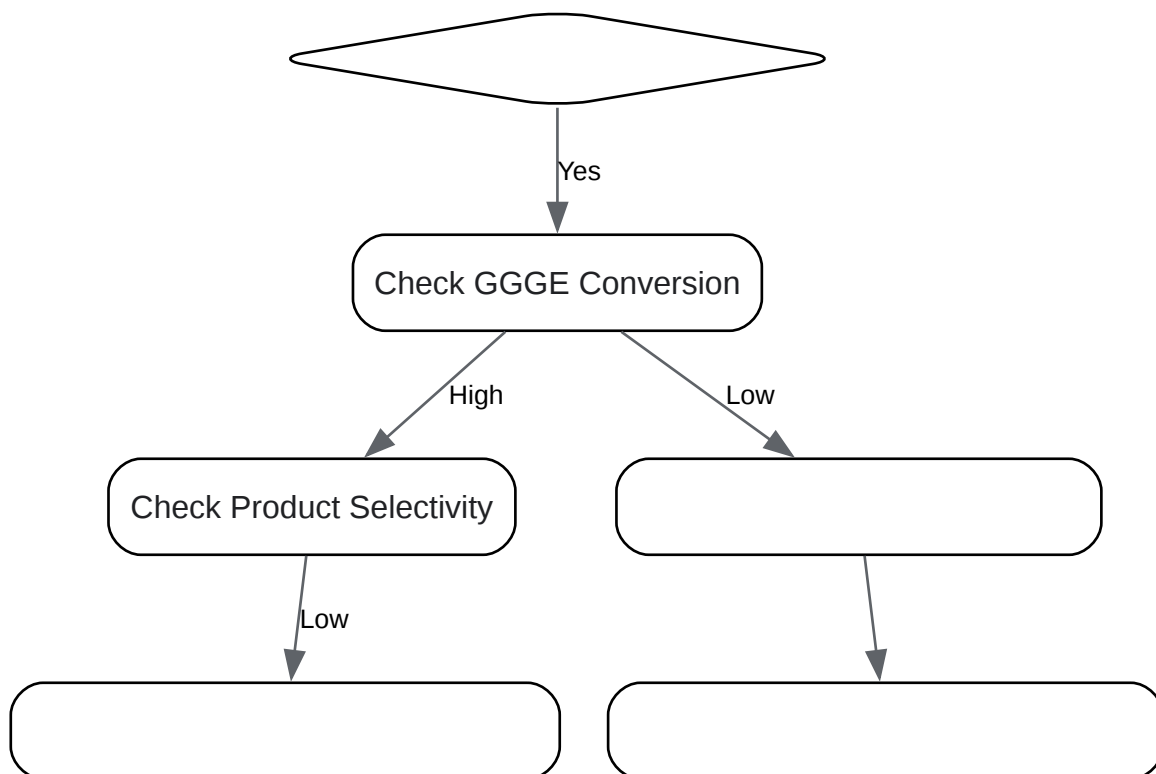 Yes
Check GGGE Conversion
High
Low
Check Product Selectivity
Low